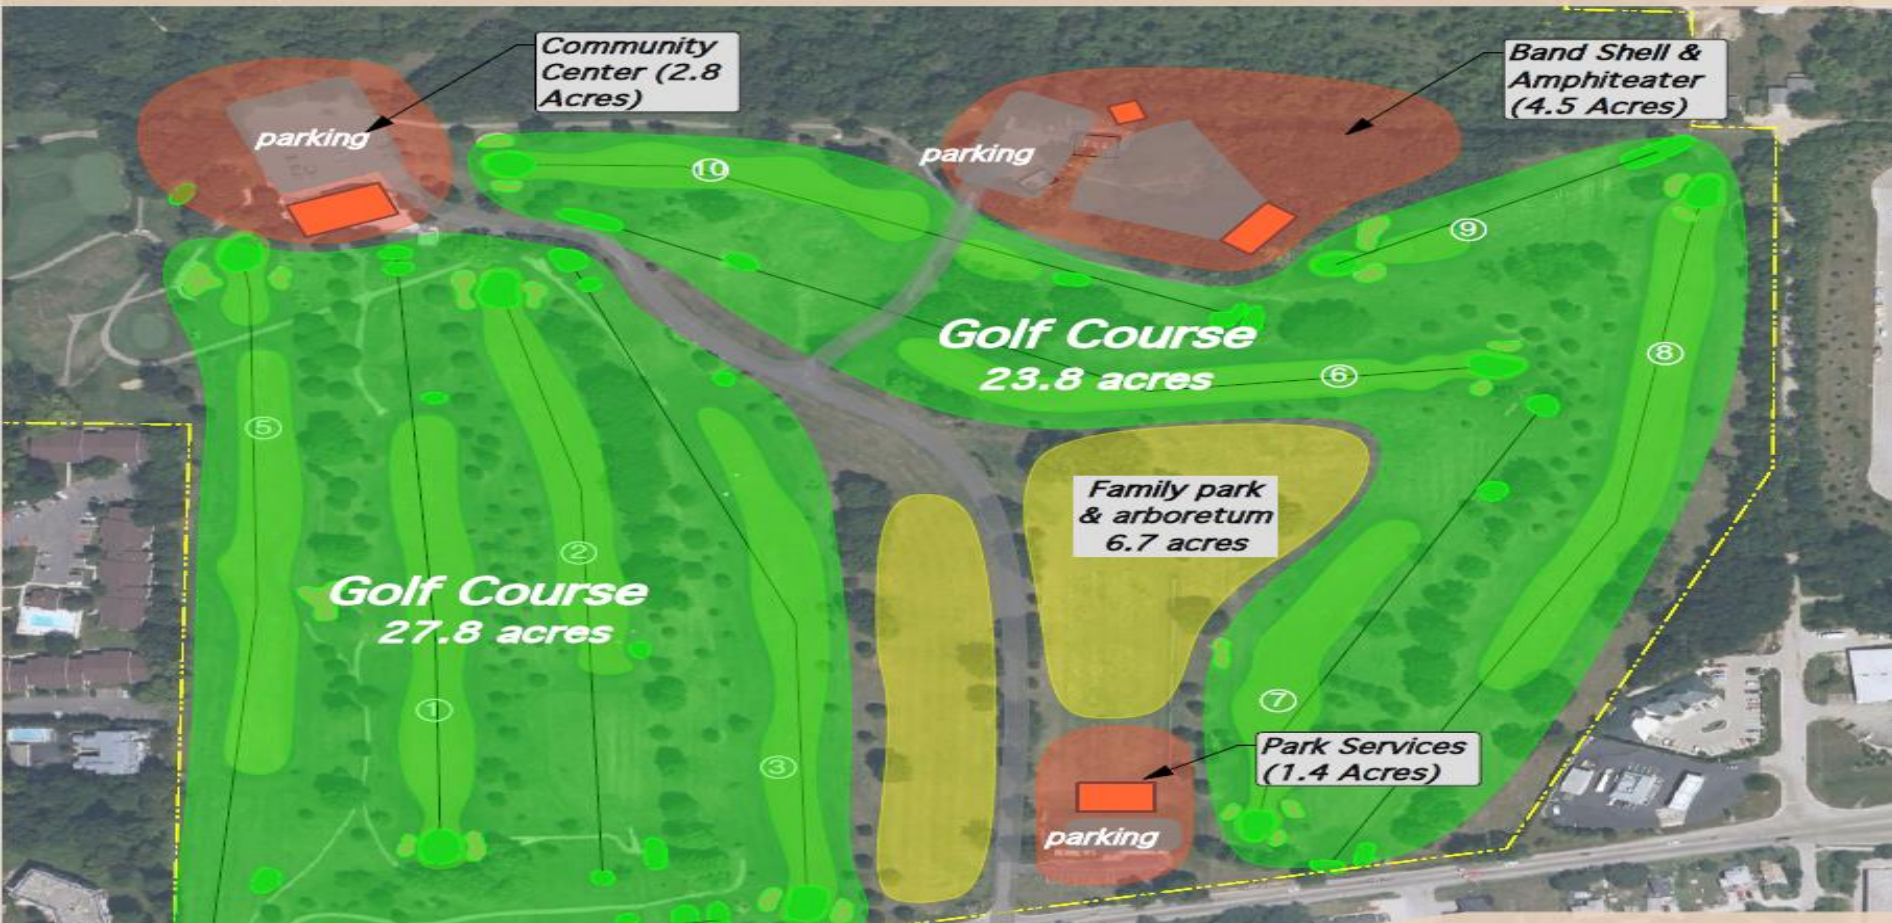 Community
Center (2.8
Acres)
Band Shell &
Amphiteater
(4.5 Acres)
parking
parking
10
9
Golf Course
23.8 acres
6
8
5
Family park
& arboretum
6.7 acres
2
Golf Course
27.8 acres
1
7
3
Park Services
(1.4 Acres)
parking